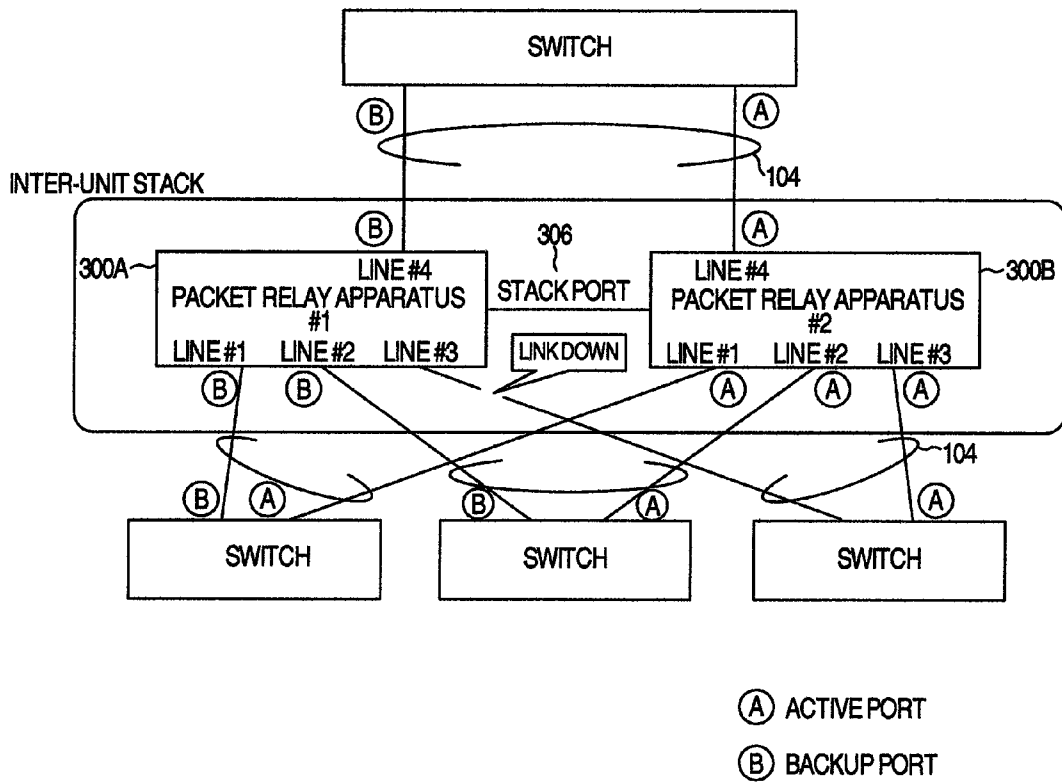 SWITCH
B
A
104
INTER-UNIT STACK
B
A
306
300A
LINE #4
STACK PORT
LINE #4
300B
PACKET RELAY APPARATUS
#1
PACKET RELAY APPARATUS
#2
LINE #1 LINE #2 LINE #3
LINK DOWN
LINE #1 LINE #2 LINE #3
B B
A A A
104
B A
B A
A
SWITCH
SWITCH
SWITCH
A ACTIVE PORT
B BACKUP PORT